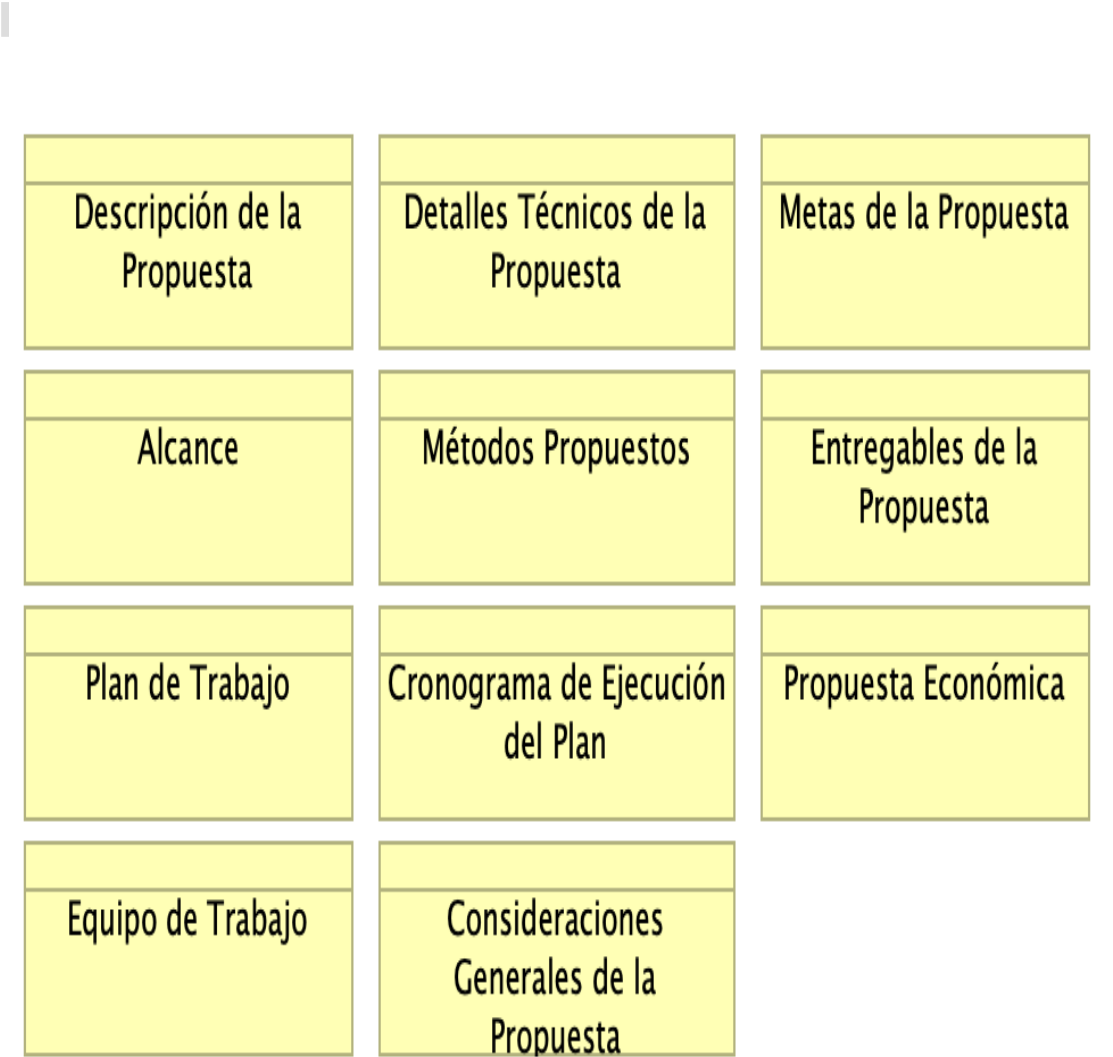 Descripción de la
Propuesta
Detalles Técnicos de la
Propuesta
Metas de la Propuesta
Alcance
Métodos Propuestos
Entregables de la
Propuesta
Plan de Trabajo
Cronograma de Ejecución
del Plan
Propuesta Económica
Equipo de Trabajo
Consideraciones
Generales de la
Propuesta